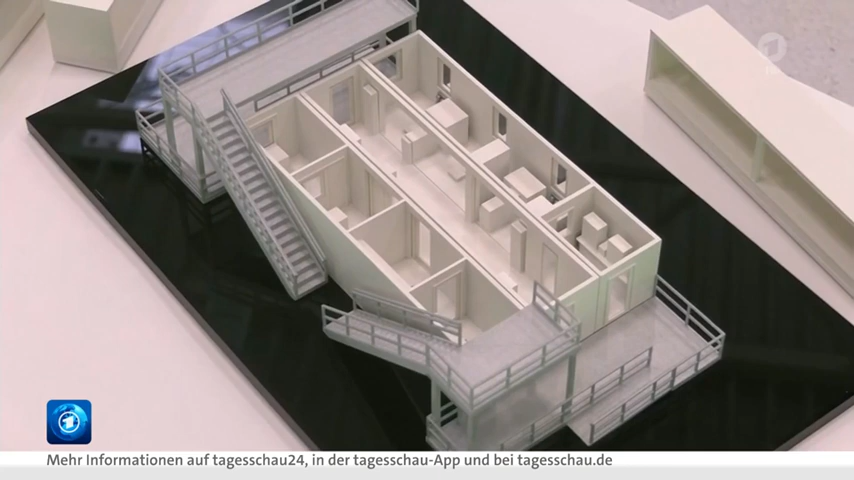 Mehr Informationen auf tagesschau24, in der tagesschau-App und bei tagesschau.de